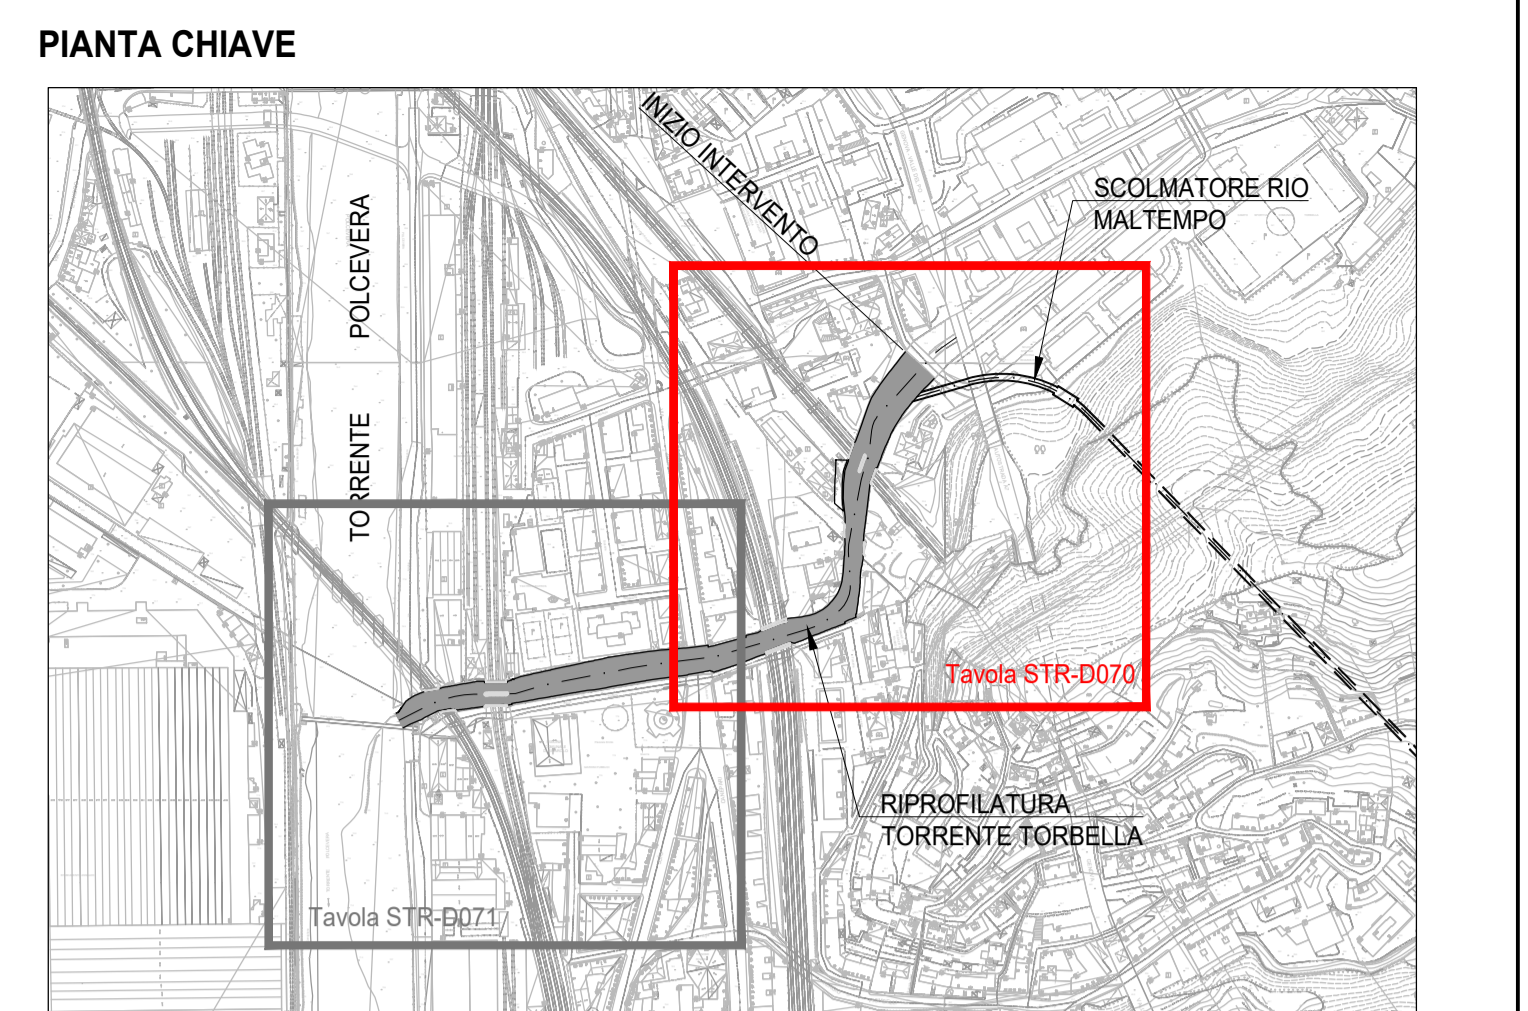 PIANTA CHIAVE
INIZIO INTERVENTO
SCOLMATORE RIO
MALTEMPO
TORRENTE POLCEVERA
Tavola STR-D070
RIPROFILATURA
TORRENTE TORBELLA
Tavola STR-D071